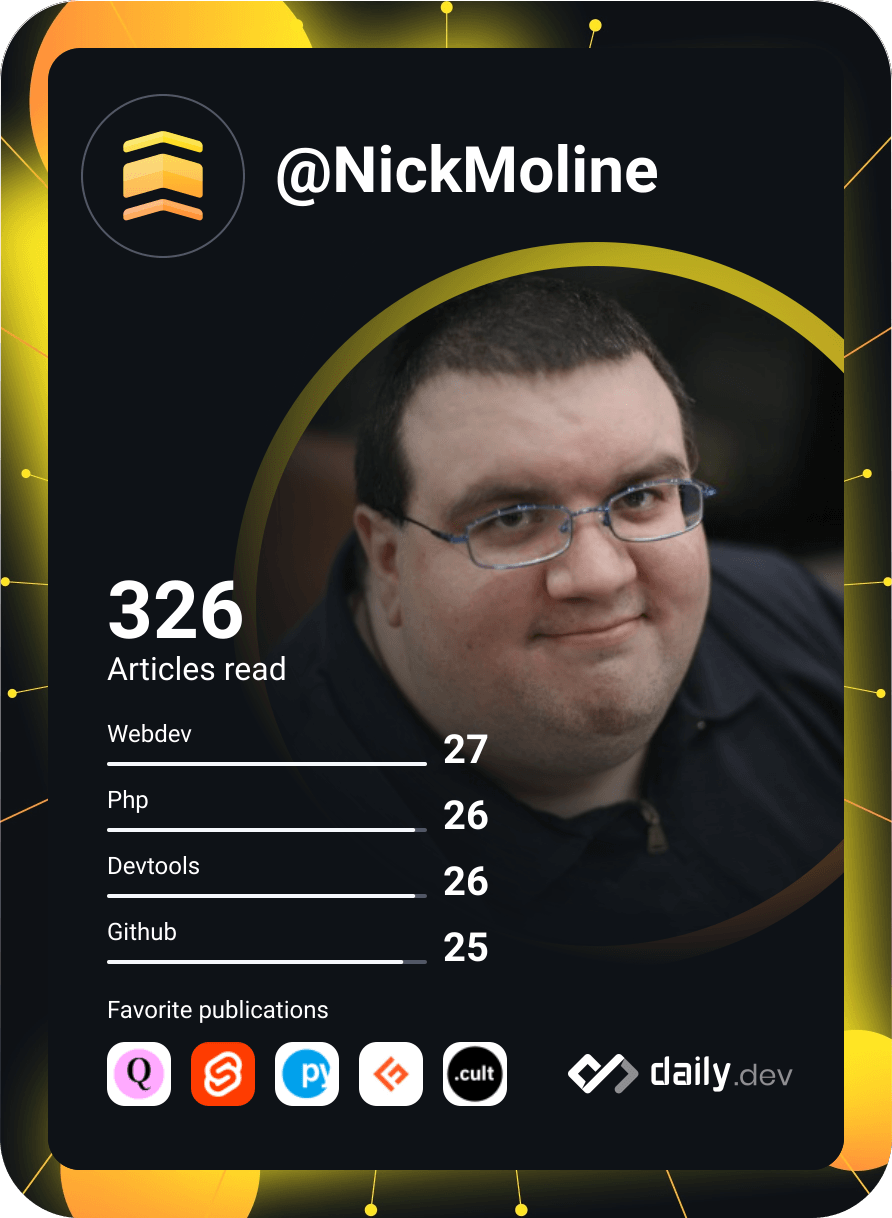 @NickMoline
326
Articles read
Webdev
27
Php
26
Devtools
26
Github
25
Favorite publications
Q
py
.cult
daily.dev